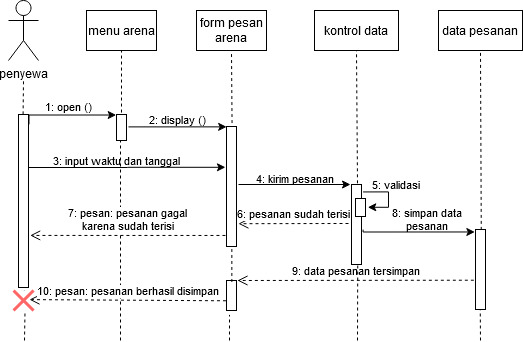 penyewa
menu arena
form pesan
arena
kontrol data
data pesanan
1: open ()
2: display ()
3: input waktu dan tanggal
4: kirim pesanan
5: validasi
6: pesanan sudah terisi
7: pesan: pesanan gagal
karena sudah terisi
8: simpan data
pesanan
9: data pesanan tersimpan
10: pesan: pesanan berhasil disimpan